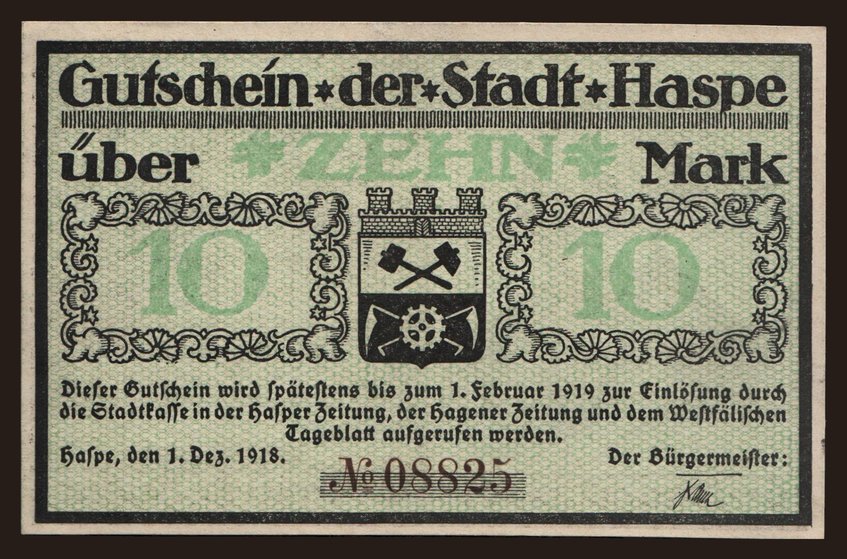 Gutschein * der * Stadt * Haspe
über * ZEHN * Mark
10 10
Dieser Gutschein wird spätestens bis zum 1. Februar 1919 zur Einlösung durch
die Stadtkasse in der Hasper Zeitung, der Hagener Zeitung und dem Westfälischen
Tageblatt aufgerufen werden.
Haspe, den 1. Dez. 1918. Der Bürgermeister:
No 08825